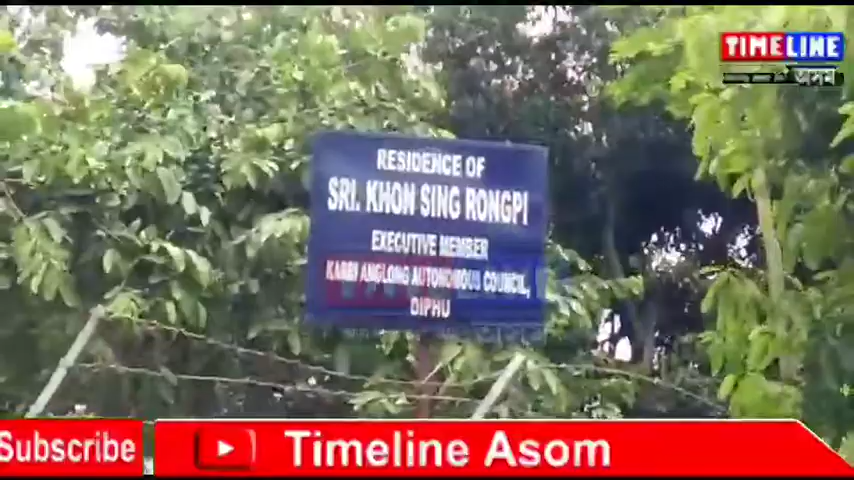 TIMELINE
RESIDENCE OF
SRI. KHON SING RONGPI
EXECUTIVE MEMBER
KARBI ANGLONG AUTONOMOUS COUNCIL,
DIPHU
Subscribe
Timeline Asom